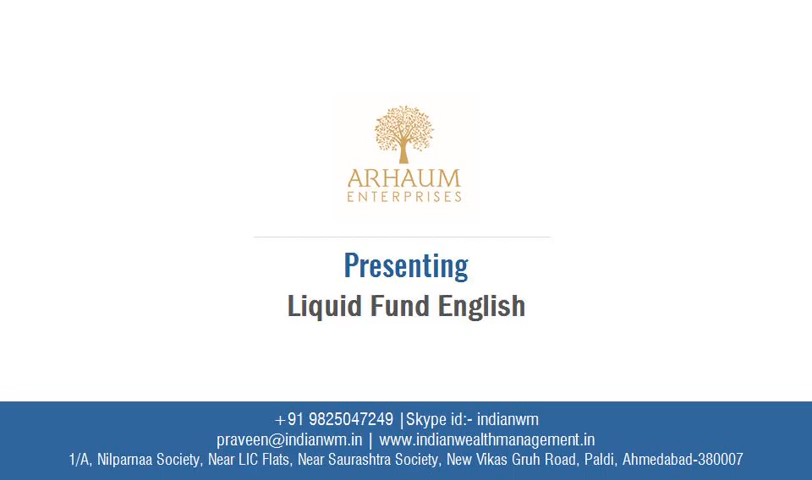 ARHAUM
ENTERPRISES
Presenting
Liquid Fund English
+91 9825047249 |Skype id:- indianwm
praveen@indianwm.in | www.indianwealthmanagement.in
1/A, Nilparnaa Society, Near LIC Flats, Near Saurashtra Society, New Vikas Gruh Road, Paldi, Ahmedabad-380007